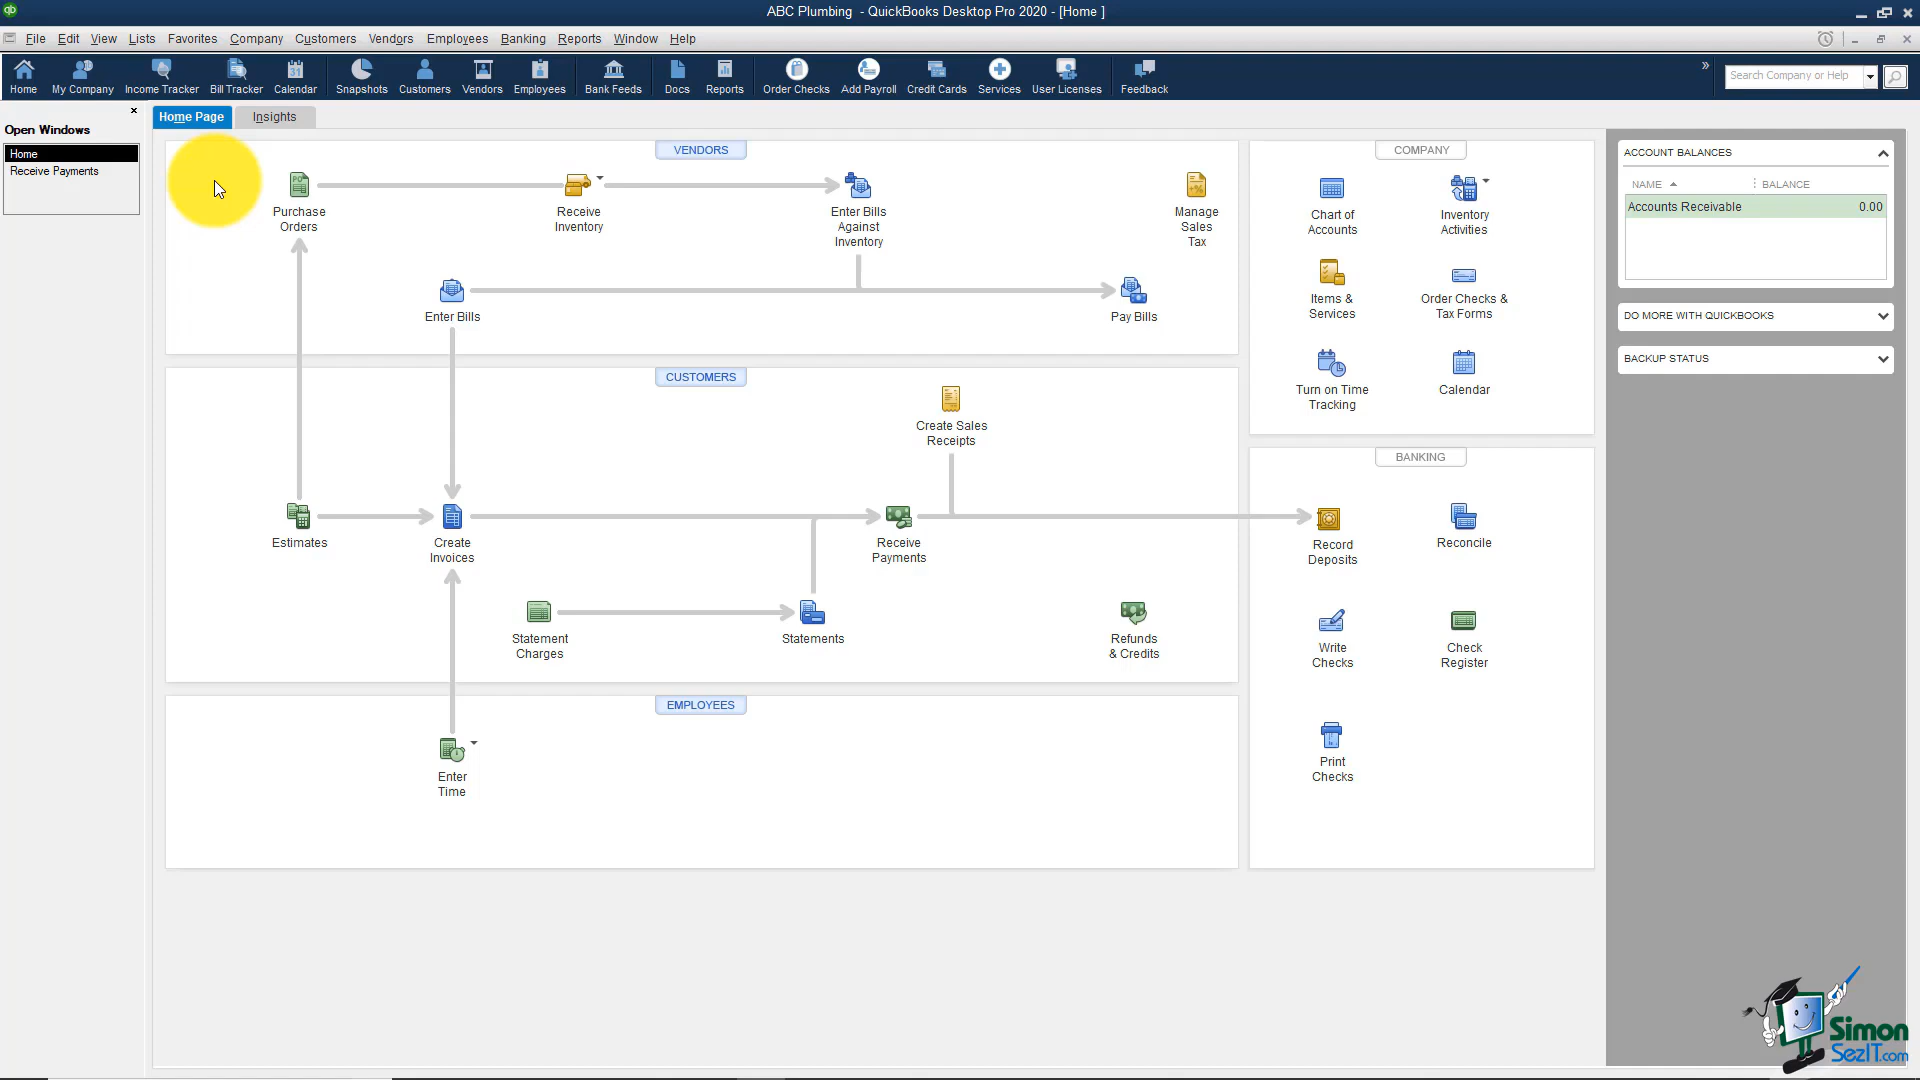 ABC Plumbing - QuickBooks Desktop Pro 2020 - [Home ]
File Edit View Lists Favorites Company Customers Vendors Employees Banking Reports Window Help
Home My Company Income Tracker Bill Tracker Calendar Snapshots Customers Vendors Employees Bank Feeds Docs Reports Order Checks Add Payroll Credit Cards Services User Licenses Feedback » Search Company or Help
Open Windows
Home
Receive Payments
Home Page Insights
VENDORS
Purchase
Orders
Receive
Inventory
Enter Bills
Against
Inventory
Manage
Sales
Tax
Enter Bills
Pay Bills
CUSTOMERS
Create Sales
Receipts
Estimates
Create
Invoices
Receive
Payments
Statement
Charges
Statements
Refunds
& Credits
EMPLOYEES
Enter
Time
COMPANY
Chart of
Accounts
Inventory
Activities
Items &
Services
Order Checks &
Tax Forms
Turn on Time
Tracking
Calendar
BANKING
Record
Deposits
Reconcile
Write
Checks
Check
Register
Print
Checks
ACCOUNT BALANCES
NAME BALANCE
Accounts Receivable 0.00
DO MORE WITH QUICKBOOKS
BACKUP STATUS
Simon
SezIT.com